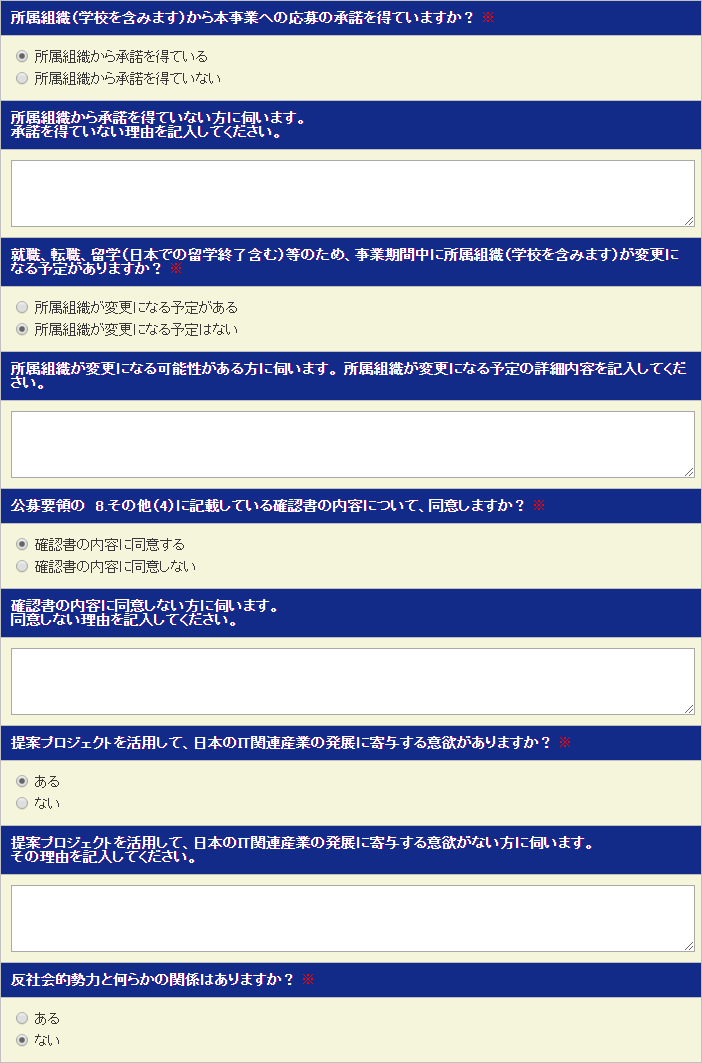 所属組織（学校を含みます）から本事業への応募の承諾を得ていますか？ ※
所属組織から承諾を得ている
所属組織から承諾を得ていない
所属組織から承諾を得ていない方に伺います。
承諾を得ていない理由を記入してください。
就職、転職、留学（日本での留学終了含む）等のため、事業期間中に所属組織（学校を含みます）が変更に
なる予定がありますか？ ※
所属組織が変更になる予定がある
所属組織が変更になる予定はない
所属組織が変更になる可能性がある方に伺います。所属組織が変更になる予定の詳細内容を記入してくだ
さい。
公募要領の　8.その他（4）に記載している確認書の内容について、同意しますか？ ※
確認書の内容に同意する
確認書の内容に同意しない
確認書の内容に同意しない方に伺います。
同意しない理由を記入してください。
提案プロジェクトを活用して、日本のIT関連産業の発展に寄与する意欲がありますか？ ※
ある
ない
提案プロジェクトを活用して、日本のIT関連産業の発展に寄与する意欲がない方に伺います。
その理由を記入してください。
反社会的勢力と何らかの関係はありますか？ ※
ある
ない